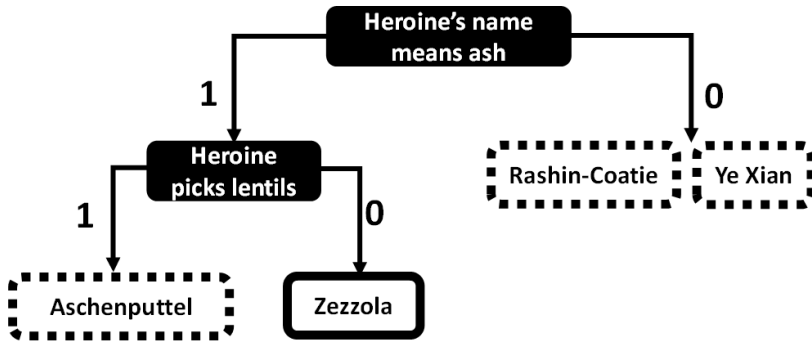 Heroine’s name
means ash
1
0
Heroine
picks lentils
Rashin-Coatie
Ye Xian
1
0
Aschenputtel
Zezzola